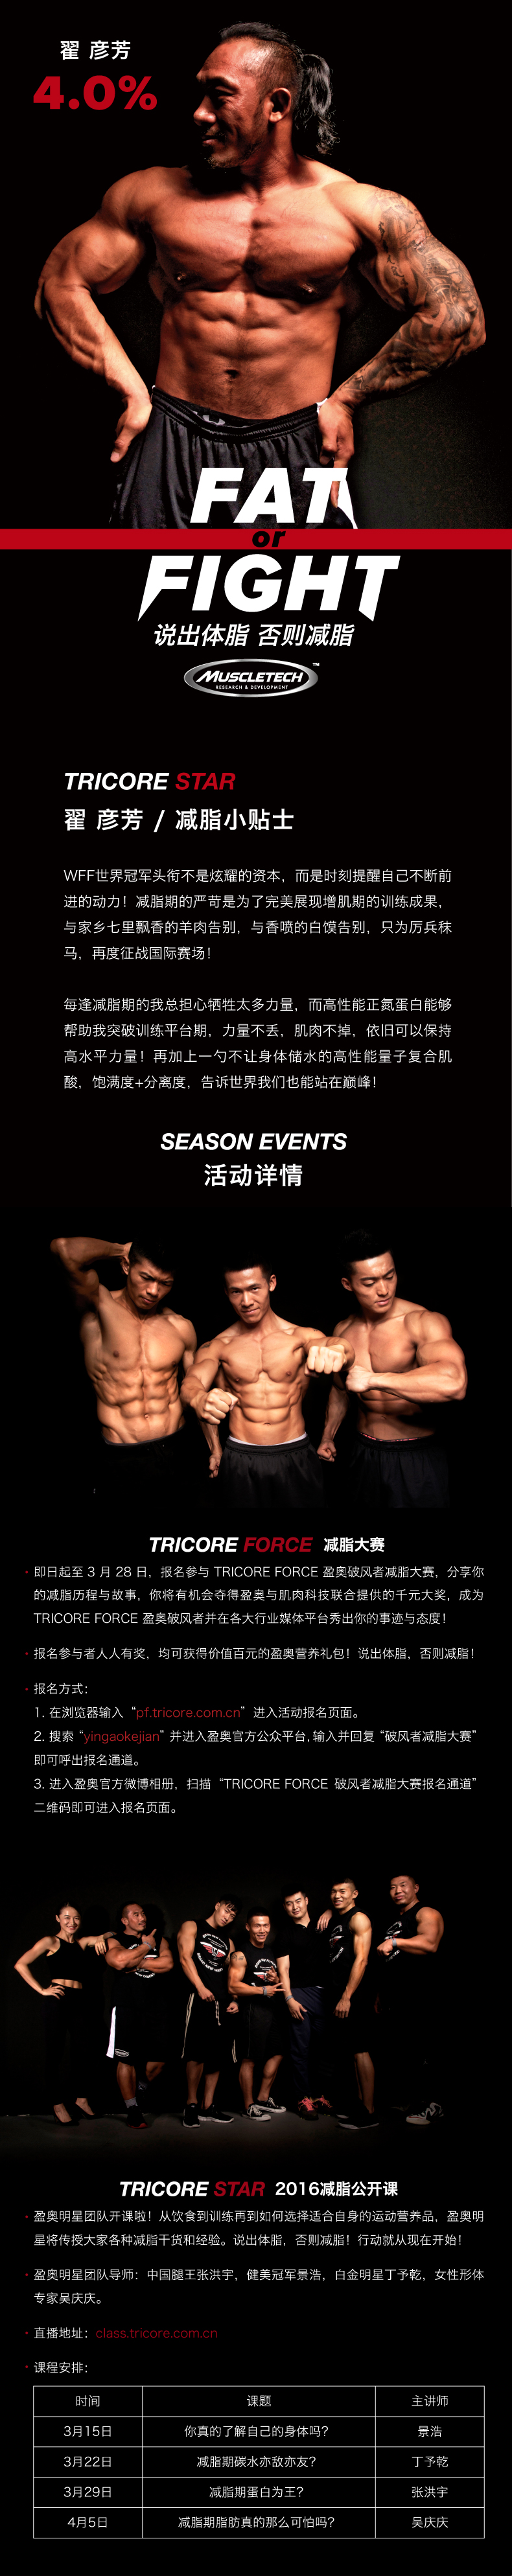 翟 彦芳
4.0%
FAT
or
FIGHT
说出体脂 否则减脂
MUSCLETECH™
RESEARCH & DEVELOPMENT
TRICORE STAR
翟 彦芳 / 减脂小贴士
WFF世界冠军头衔不是炫耀的资本，而是时刻提醒自己不断前
进的动力！减脂期的严苛是为了完美展现增肌期的训练成果，
与家乡七里飘香的羊肉告别，与香喷的白馍告别，只为厉兵秣
马，再度征战国际赛场！
每逢减脂期的我总担心牺牲太多力量，而高性能正氮蛋白能够
帮助我突破训练平台期，力量不丢，肌肉不掉，依旧可以保持
高水平力量！再加上一勺不让身体储水的高性能量子复合肌
酸，饱满度+分离度，告诉世界我们也能站在巅峰！
SEASON EVENTS
活动详情
TRICORE FORCE 减脂大赛
即日起至 3 月 28 日，报名参与 TRICORE FORCE 盈奥破风者减脂大赛，分享你
的减脂历程与故事，你将有机会夺得盈奥与肌肉科技联合提供的千元大奖，成为
TRICORE FORCE 盈奥破风者并在各大行业媒体平台秀出你的事迹与态度！
报名参与者人人有奖，均可获得价值百元的盈奥营养礼包！说出体脂，否则减脂！
报名方式：
1. 在浏览器输入“pf.tricore.com.cn”进入活动报名页面。
2. 搜索“yingaokejian”并进入盈奥官方公众平台,输入并回复“破风者减脂大赛”
即可呼出报名通道。
3. 进入盈奥官方微博相册，扫描“TRICORE FORCE 破风者减脂大赛报名通道”
二维码即可进入报名页面。
TRICORE STAR 2016减脂公开课
盈奥明星团队开课啦！从饮食到训练再到如何选择适合自身的运动营养品，盈奥明
星将传授大家各种减脂干货和经验。说出体脂，否则减脂！行动就从现在开始！
盈奥明星团队导师：中国腿王张洪宇，健美冠军景浩，白金明星丁予乾，女性形体
专家吴庆庆。
直播地址：class.tricore.com.cn
课程安排：
时间 课题 主讲师
3月15日 你真的了解自己的身体吗？ 景浩
3月22日 减脂期碳水亦敌亦友？ 丁予乾
3月29日 减脂期蛋白为王？ 张洪宇
4月5日 减脂期脂肪真的那么可怕吗？ 吴庆庆